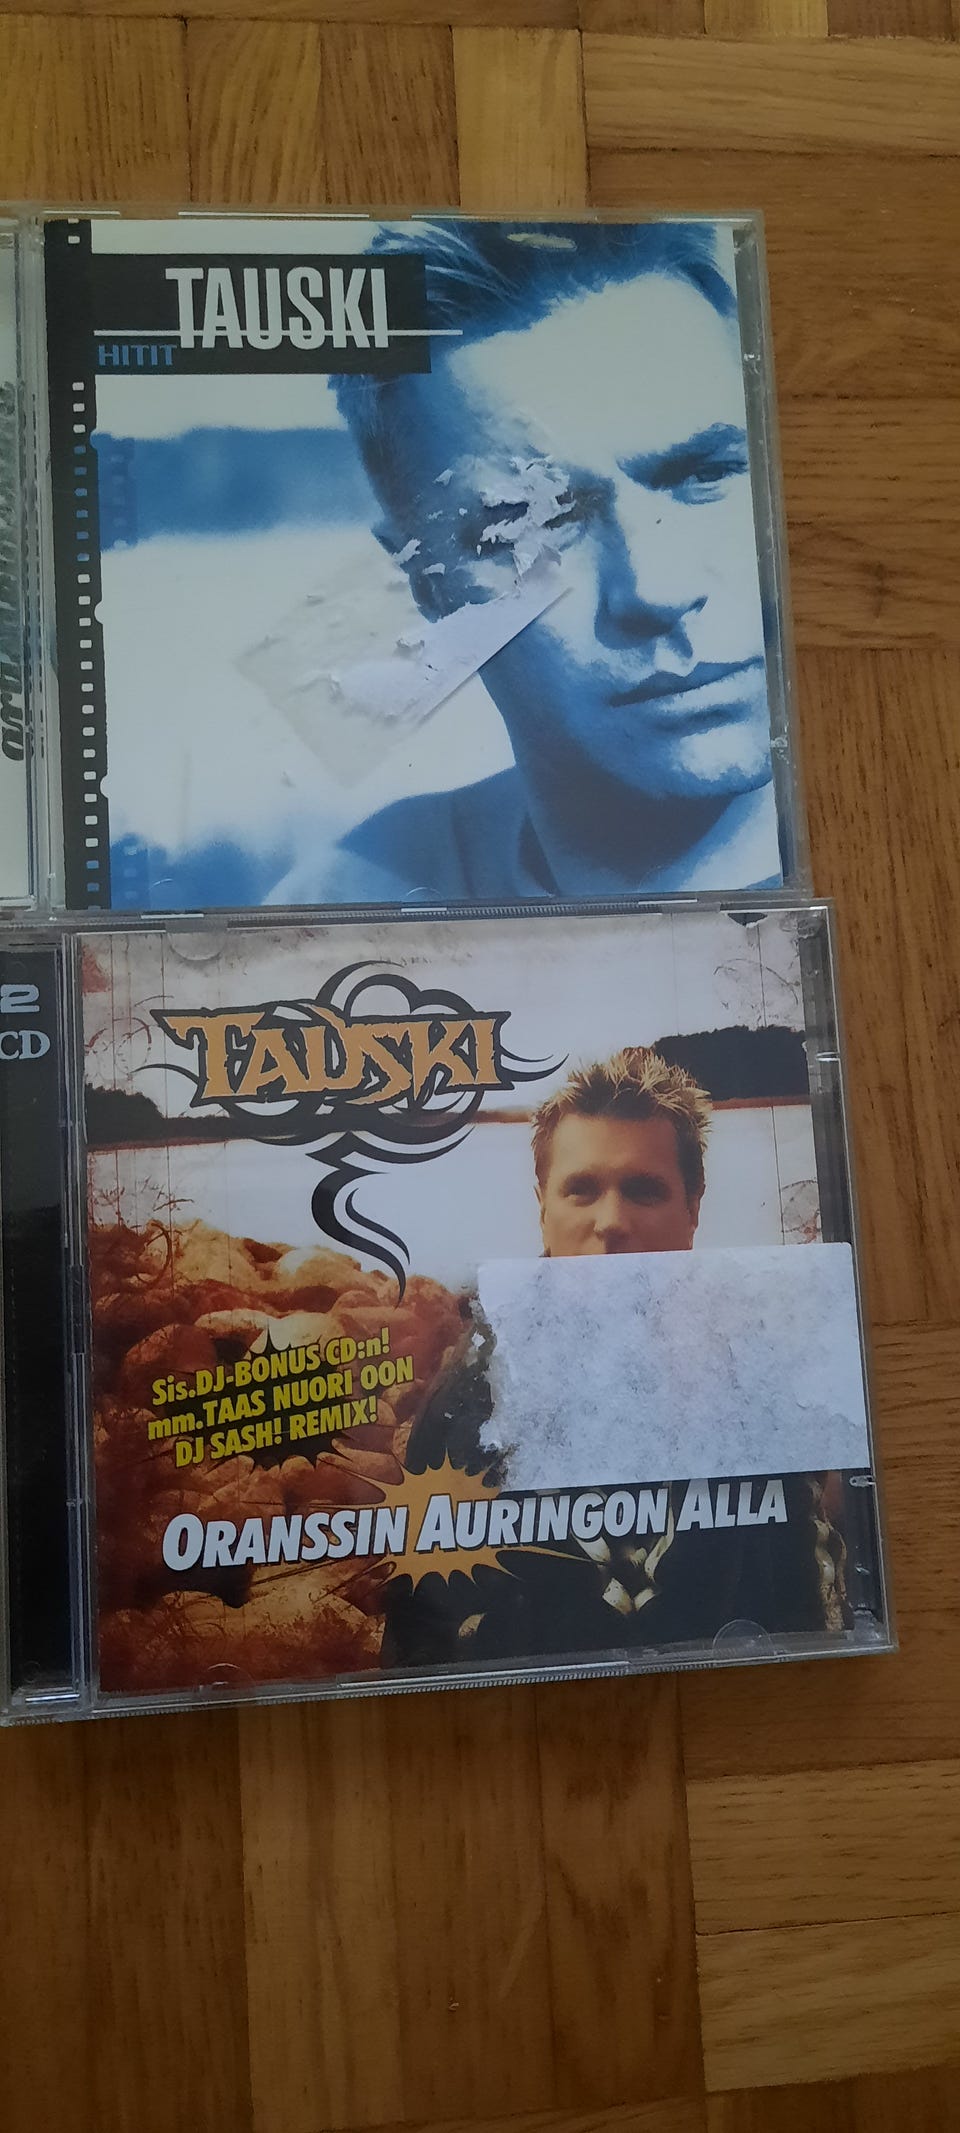 TAUSKI
HITIT
2
CD
TAUSKI
Sis.DJ-BONUS CD:n!
mm.TAAS NUORI OON
DJ SASH! REMIX!
ORANSSIN AURINGON ALLA